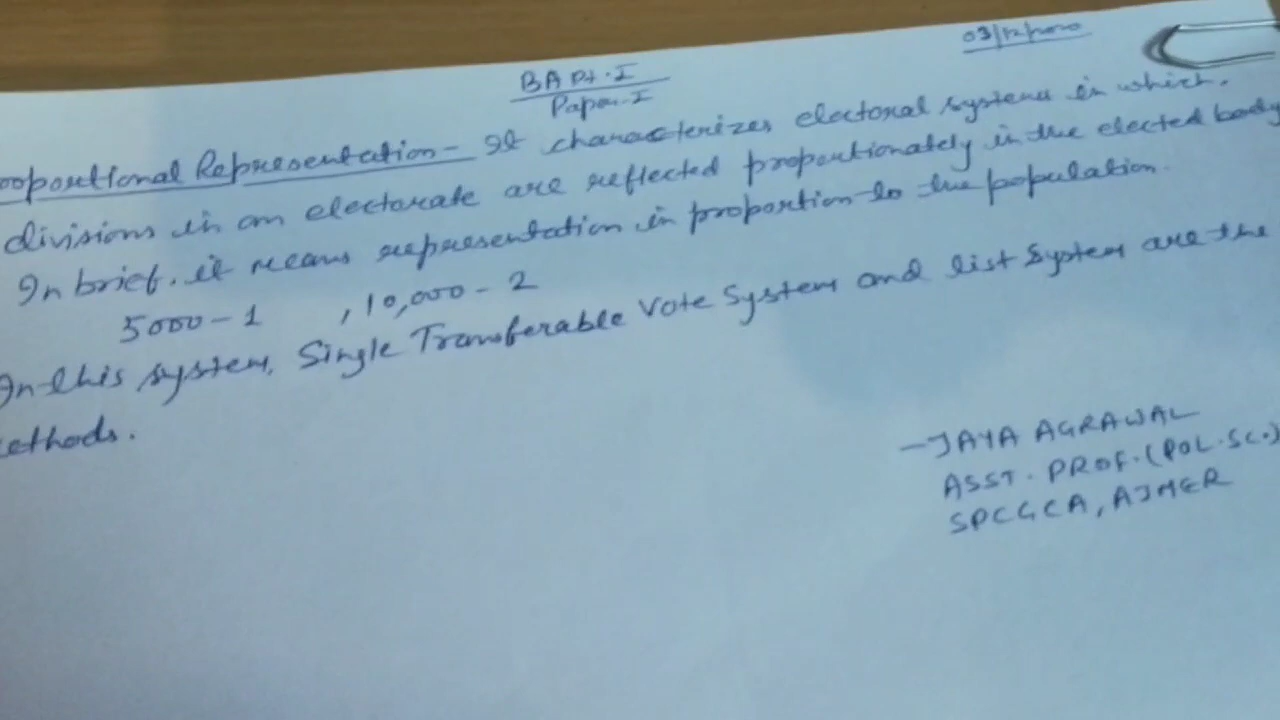 03/12/2020
BA Pt. I
Paper-I
oportional Representation - It characterizes electoral systems in which.
divisions in an electorate are reflected proportionately in the elected body
In brief, it means representation in proportion to the population.
5000-1 , 10,000-2
In this system, Single Transferable Vote System and list system are the
ethods.
- JAYA AGRAWAL
ASST. PROF. (POL. SC.)
SPCGCA, AJMER